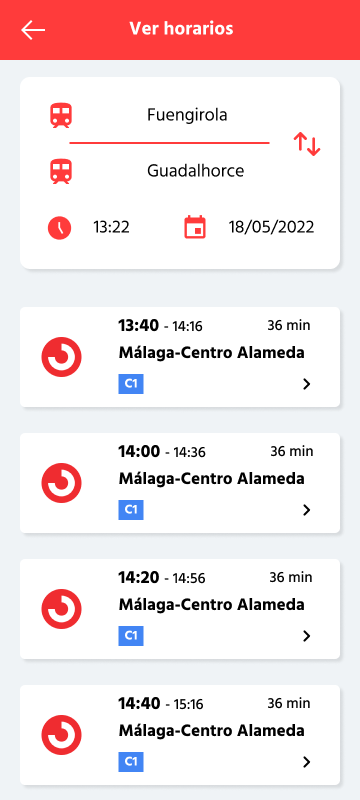 Ver horarios
Fuengirola
Guadalhorce
13:22 18/05/2022
13:40 - 14:16 36 min
Málaga-Centro Alameda
C1
14:00 - 14:36 36 min
Málaga-Centro Alameda
C1
14:20 - 14:56 36 min
Málaga-Centro Alameda
C1
14:40 - 15:16 36 min
Málaga-Centro Alameda
C1